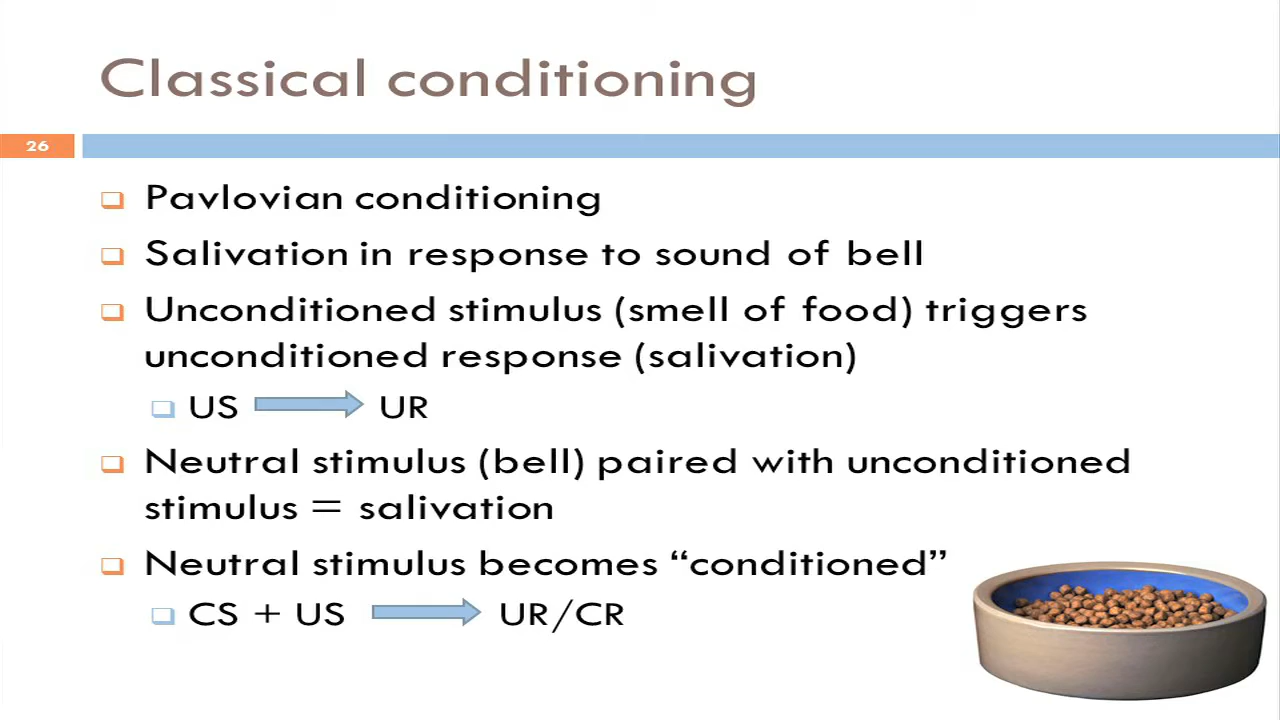 Classical conditioning
26
Pavlovian conditioning
Salivation in response to sound of bell
Unconditioned stimulus (smell of food) triggers
unconditioned response (salivation)
US UR
Neutral stimulus (bell) paired with unconditioned
stimulus = salivation
Neutral stimulus becomes “conditioned”
CS + US UR/CR